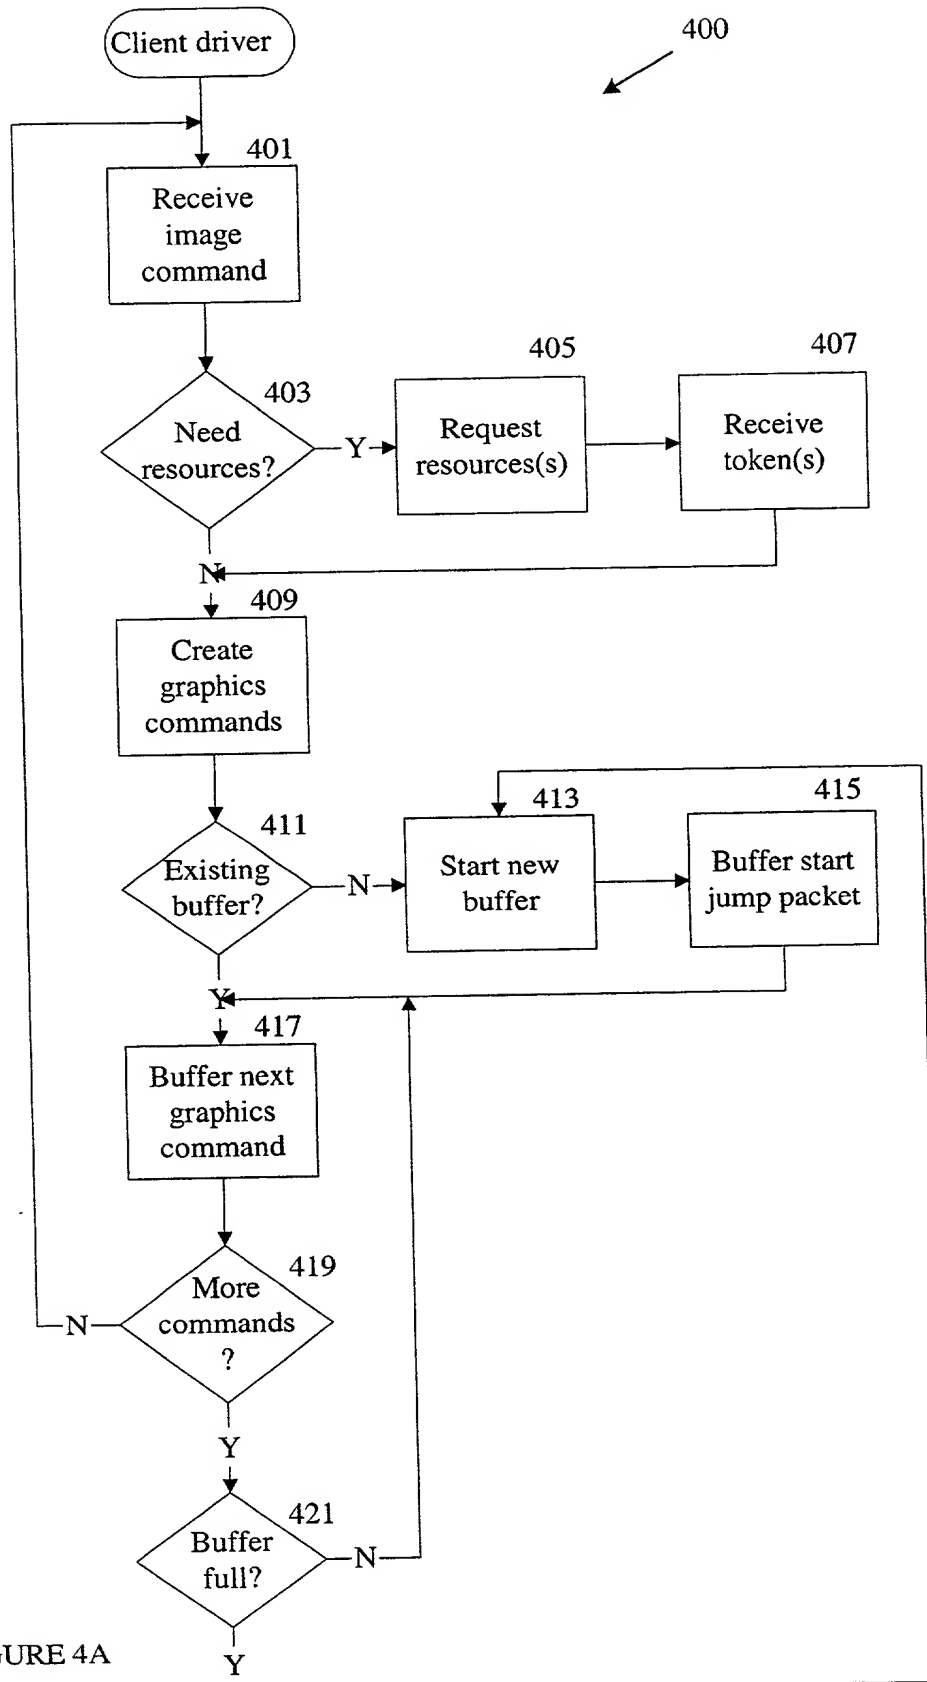 Client driver
400
401
Receive
image
command
403
Need
resources?
Y
405
Request
resources(s)
407
Receive
token(s)
N
409
Create
graphics
commands
411
Existing
buffer?
N
413
Start new
buffer
415
Buffer start
jump packet
Y
417
Buffer next
graphics
command
419
More
commands
?
N
Y
421
Buffer
full?
N
Y
GURE 4A